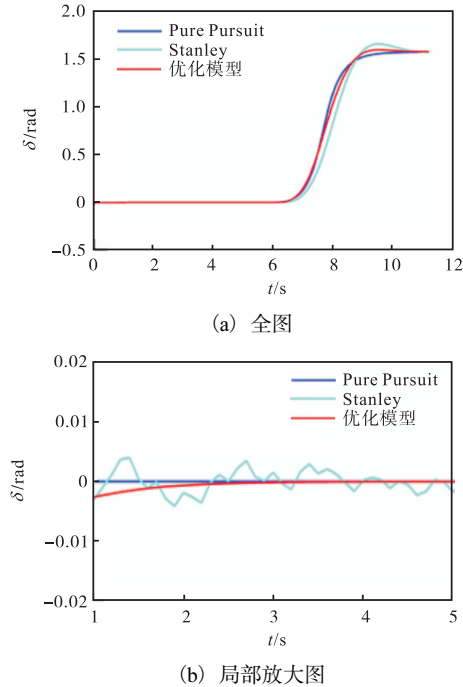 2.0
1.5
1.0
0.5
0
−0.5
δ/rad
Pure Pursuit
Stanley
优化模型
0 2 4 6 8 10 12
t/s
(a) 全图
0.02
0.01
0
−0.01
−0.02
δ/rad
Pure Pursuit
Stanley
优化模型
1 2 3 4 5
t/s
(b) 局部放大图